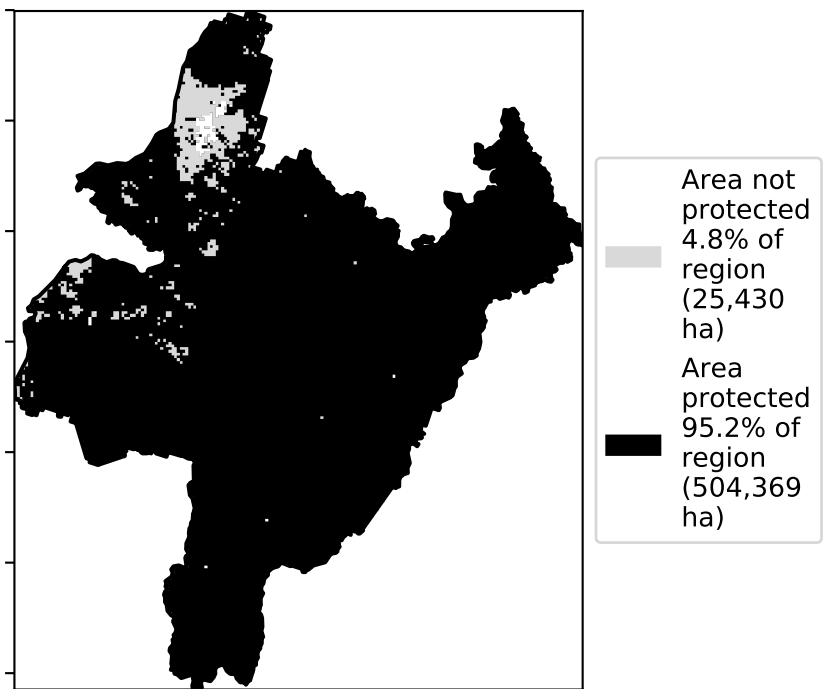 Area not
protected
4.8% of
region
(25,430
ha)
Area
protected
95.2% of
region
(504,369
ha)